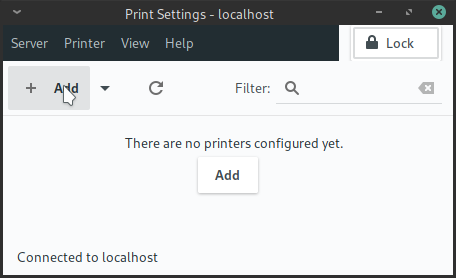 Print Settings - localhost
Server Printer View Help Lock
Add Filter:
There are no printers configured yet.
Add
Connected to localhost